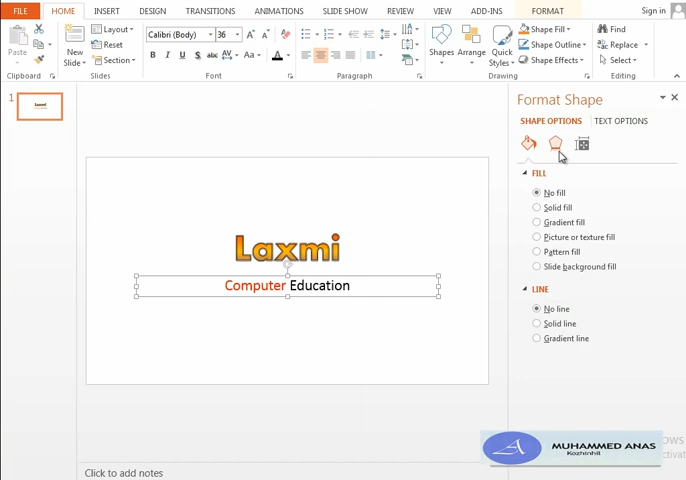 FILE HOME INSERT DESIGN TRANSITIONS ANIMATIONS SLIDE SHOW REVIEW VIEW ADD-INS FORMAT Sign in
Paste
New
Slide
Layout
Reset
Section
Calibri (Body) 36
B I U S abc AV Aa A
Shapes Arrange Quick
Styles
Shape Fill
Shape Outline
Shape Effects
Find
Replace
Select
Clipboard Slides Font Paragraph Drawing Editing
1
Laxmi
Computer Education
Format Shape
SHAPE OPTIONS TEXT OPTIONS
FILL
No fill
Solid fill
Gradient fill
Picture or texture fill
Pattern fill
Slide background fill
LINE
No line
Solid line
Gradient line
MUHAMMED ANAS
Kozhinhil
Click to add notes